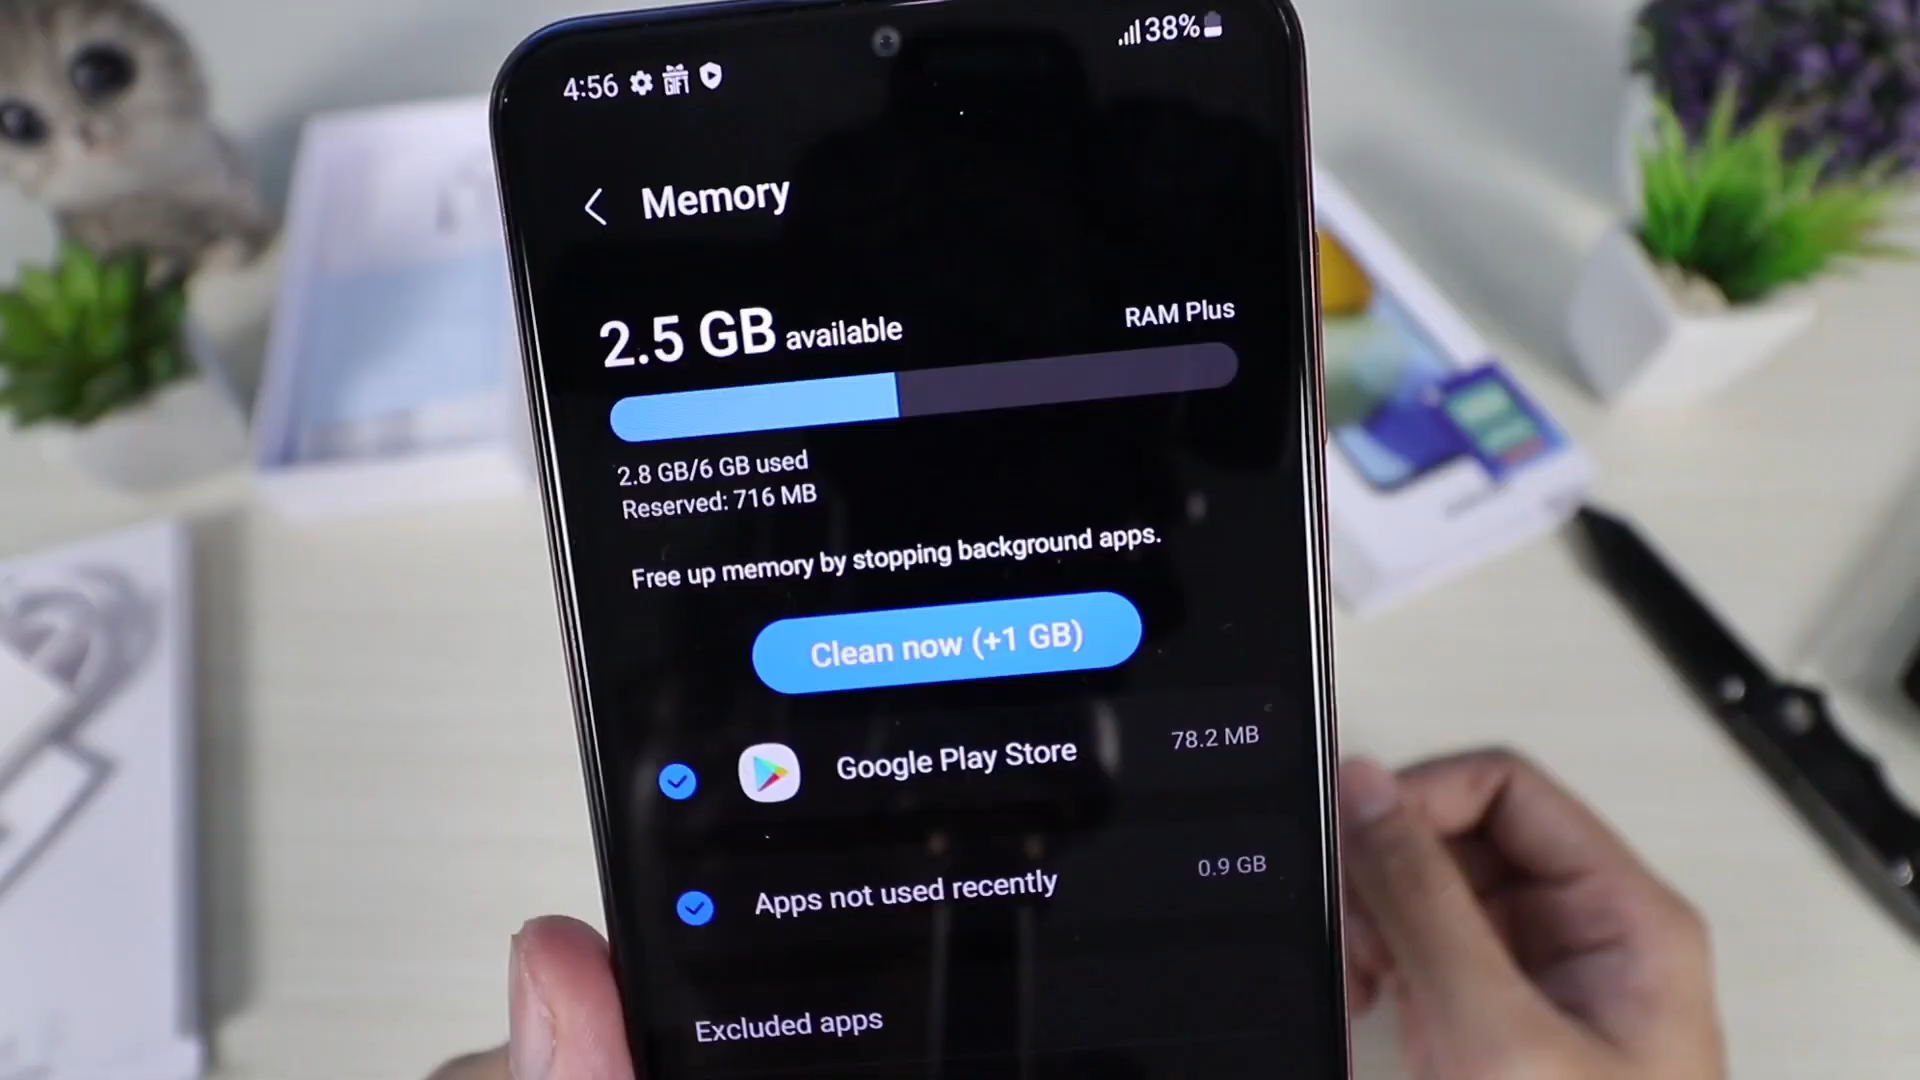 4:56 GIFT 38%
Memory
2.5 GB available RAM Plus
2.8 GB/6 GB used
Reserved: 716 MB
Free up memory by stopping background apps.
Clean now (+1 GB)
Google Play Store 78.2 MB
Apps not used recently 0.9 GB
Excluded apps